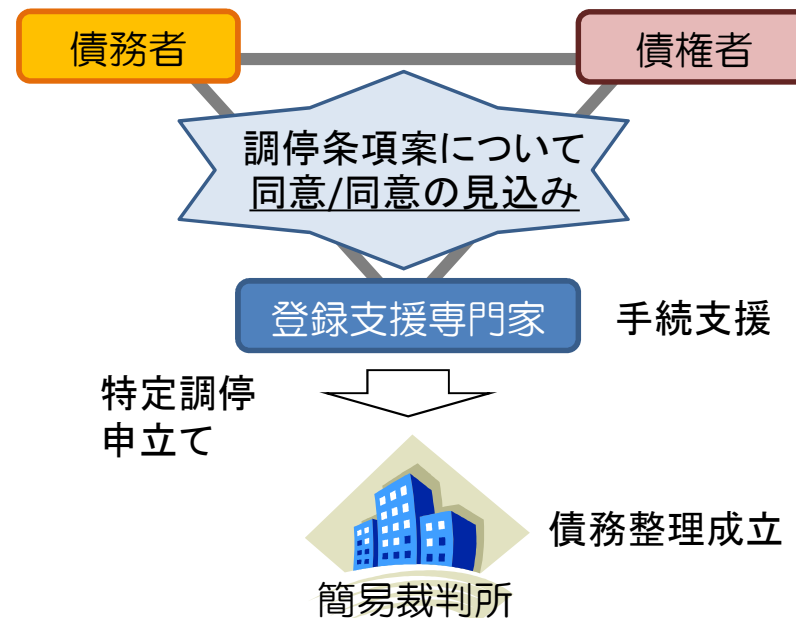 債務者
債権者
調停条項案について
同意/同意の見込み
登録支援専門家
手続支援
特定調停
申立て
債務整理成立
簡易裁判所